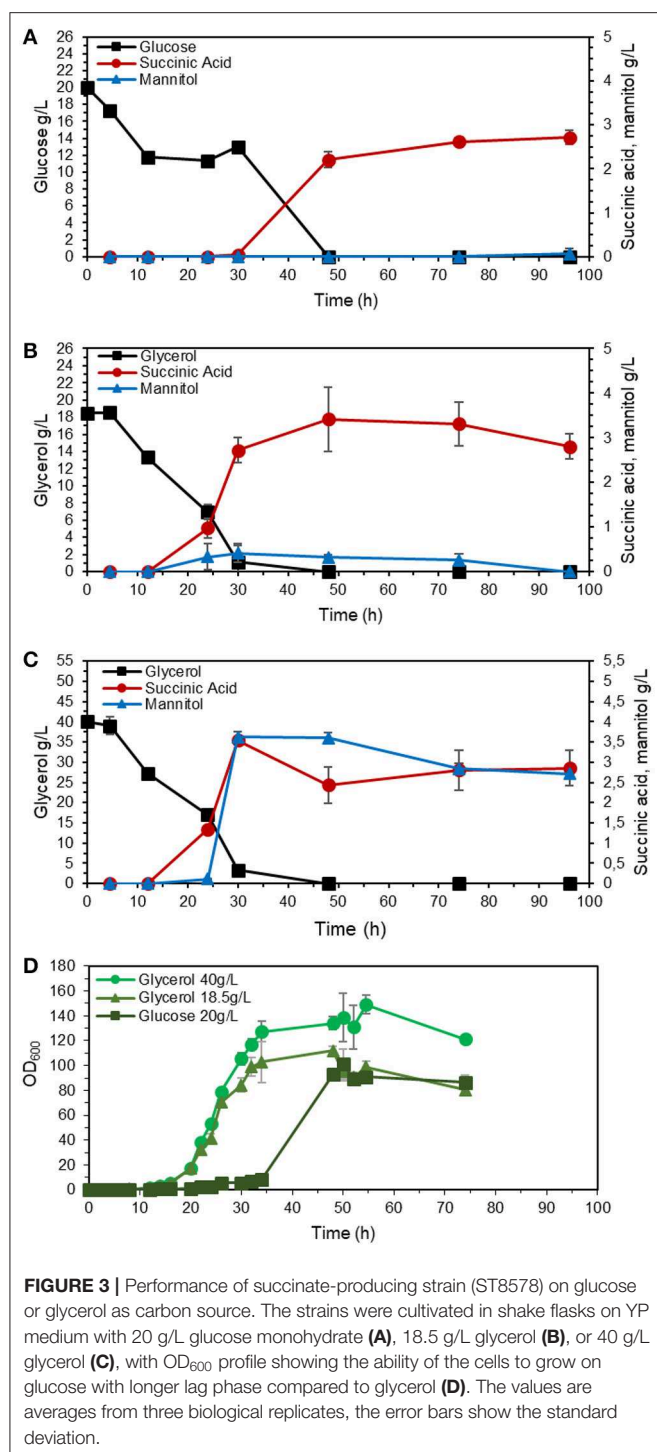 A
Glucose
Succinic Acid
Mannitol
Glucose g/L
26
24
22
20
18
16
14
12
10
8
6
4
2
0
Succinic acid, mannitol g/L
5
4
3
2
1
0
0 10 20 30 40 50 60 70 80 90 100
Time (h)
B
Glycerol
Succinic Acid
Mannitol
Glycerol g/L
26
24
22
20
18
16
14
12
10
8
6
4
2
0
Succinic acid, mannitol g/L
5
4
3
2
1
0
0 10 20 30 40 50 60 70 80 90 100
Time (h)
C
Glycerol
Succinic Acid
Mannitol
Glycerol g/L
55
50
45
40
35
30
25
20
15
10
5
0
Succinic acid, mannitol g/L
5,5
5
4,5
4
3,5
3
2,5
2
1,5
1
0,5
0
0 10 20 30 40 50 60 70 80 90 100
Time (h)
D
Glycerol 40g/L
Glycerol 18.5g/L
Glucose 20g/L
OD600
180
160
140
120
100
80
60
40
20
0
0 10 20 30 40 50 60 70 80 90 100
Time (h)
FIGURE 3 | Performance of succinate-producing strain (ST8578) on glucose
or glycerol as carbon source. The strains were cultivated in shake flasks on YP
medium with 20 g/L glucose monohydrate (A), 18.5 g/L glycerol (B), or 40 g/L
glycerol (C), with OD600 profile showing the ability of the cells to grow on
glucose with longer lag phase compared to glycerol (D). The values are
averages from three biological replicates, the error bars show the standard
deviation.